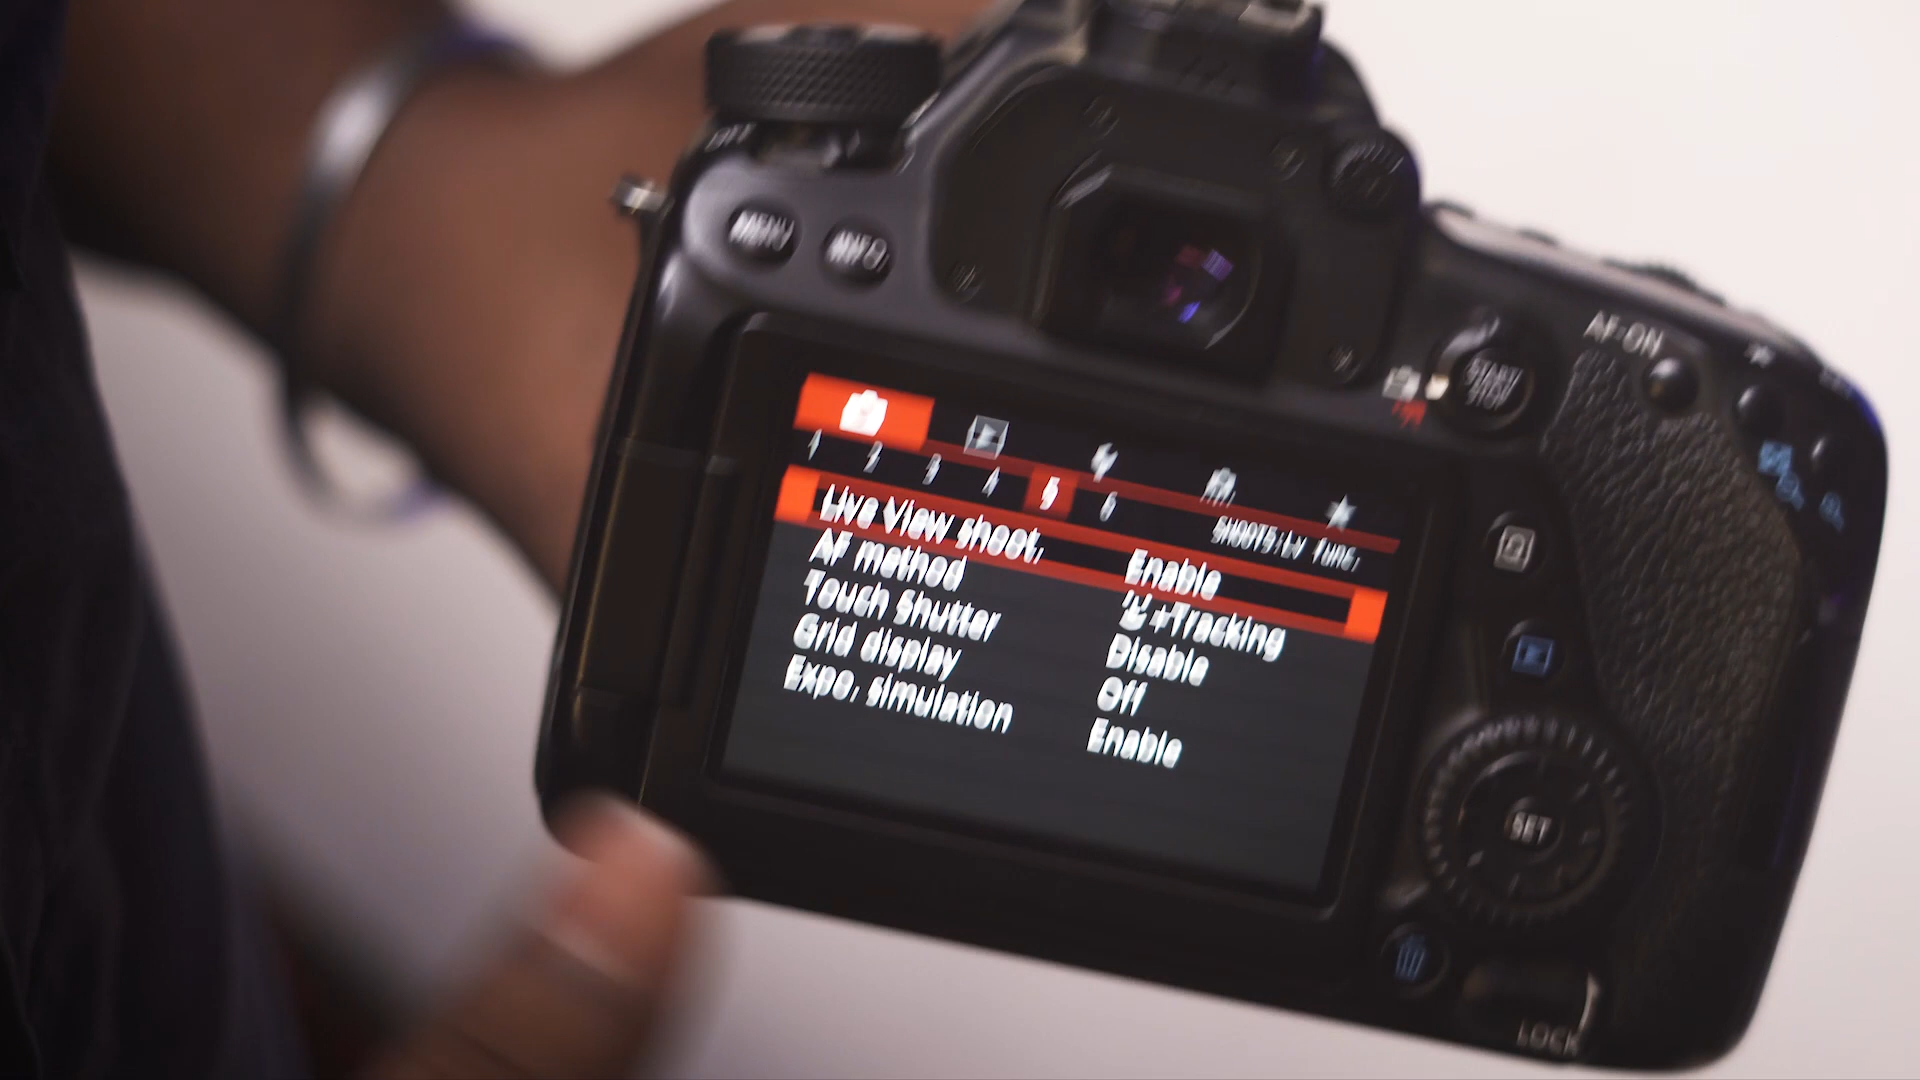 OFF
MENU INFO
AF-ON
START/
STOP
1 2 3 4 5 6
SHOOT5:LV func.
Live View shoot. Enable
AF method +Tracking
Touch Shutter Disable
Grid display Off
Expo. simulation Enable
Q
SET
LOCK